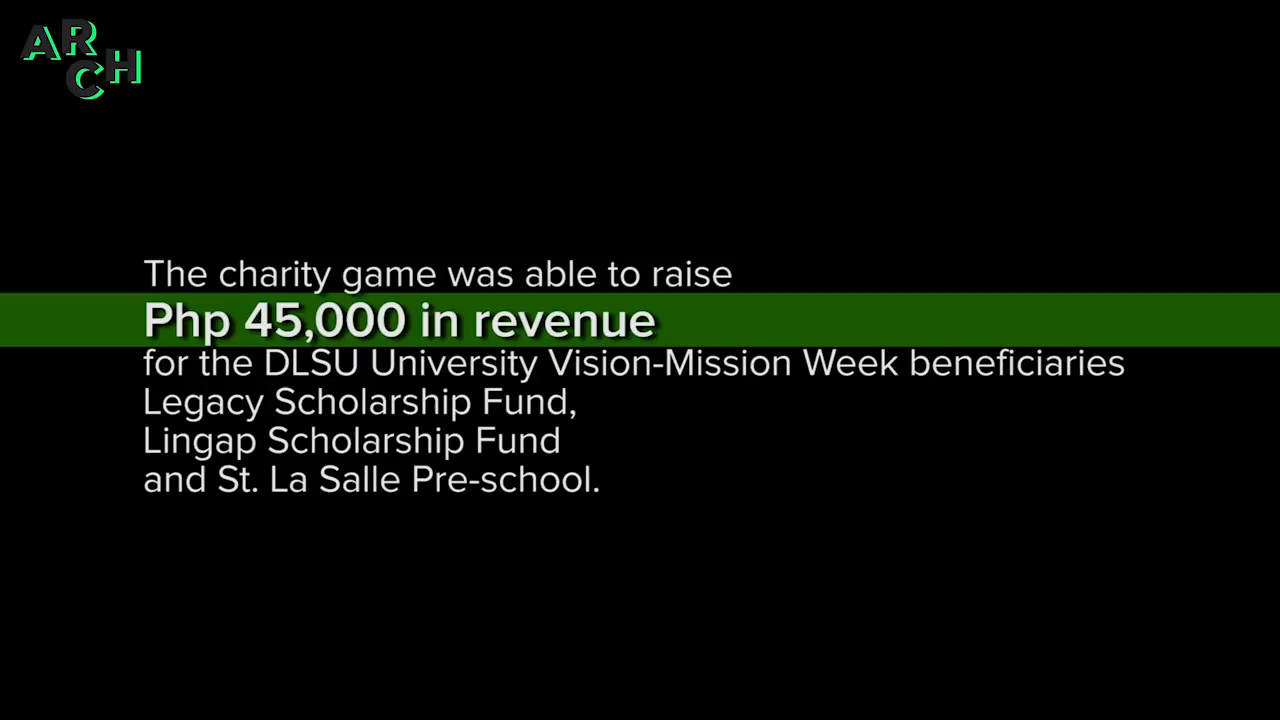 ARCH
The charity game was able to raise
Php 45,000 in revenue
for the DLSU University Vision-Mission Week beneficiaries
Legacy Scholarship Fund,
Lingap Scholarship Fund
and St. La Salle Pre-school.